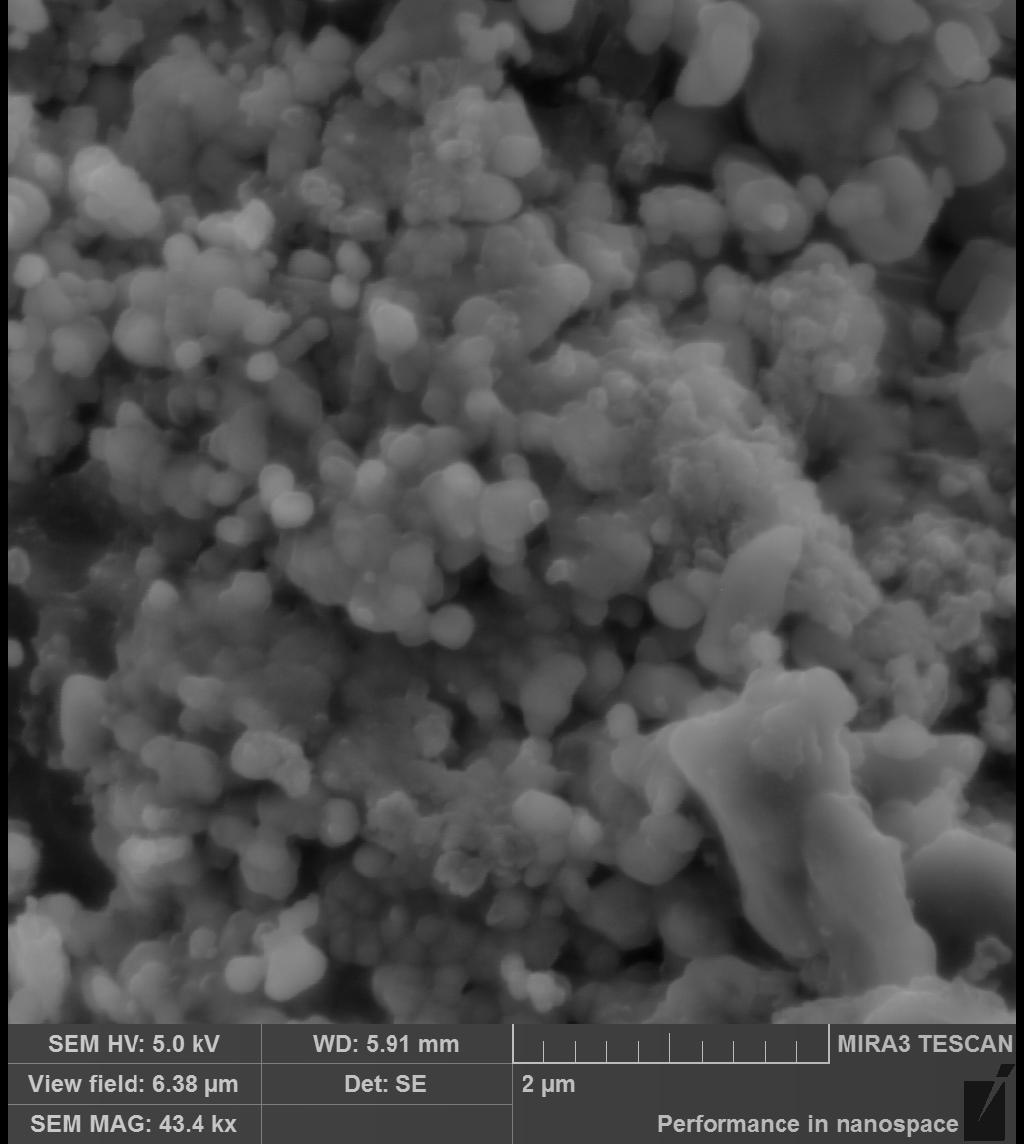 SEM HV: 5.0 kV
WD: 5.91 mm
MIRA3 TESCAN
View field: 6.38 µm
Det: SE
2 µm
SEM MAG: 43.4 kx
Performance in nanospace